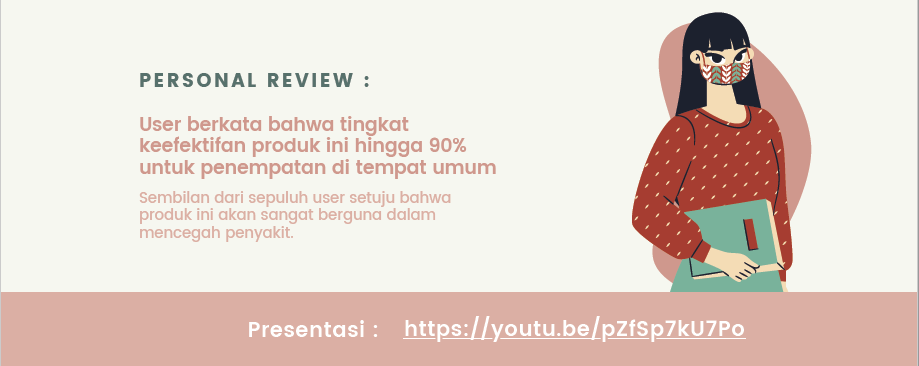 PERSONAL REVIEW :
User berkata bahwa tingkat
keefektifan produk ini hingga 90%
untuk penempatan di tempat umum
Sembilan dari sepuluh user setuju bahwa
produk ini akan sangat berguna dalam
mencegah penyakit.
Presentasi : https://youtu.be/pZfSp7kU7Po